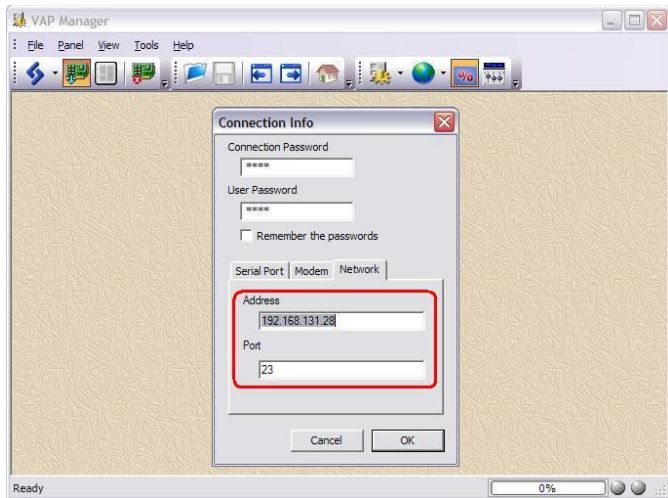 VAP Manager
File Panel View Tools Help
%
Connection Info
Connection Password
****
User Password
****
Remember the passwords
Serial Port Modem Network
Address
192.168.131.28
Port
23
Cancel OK
Ready 0%